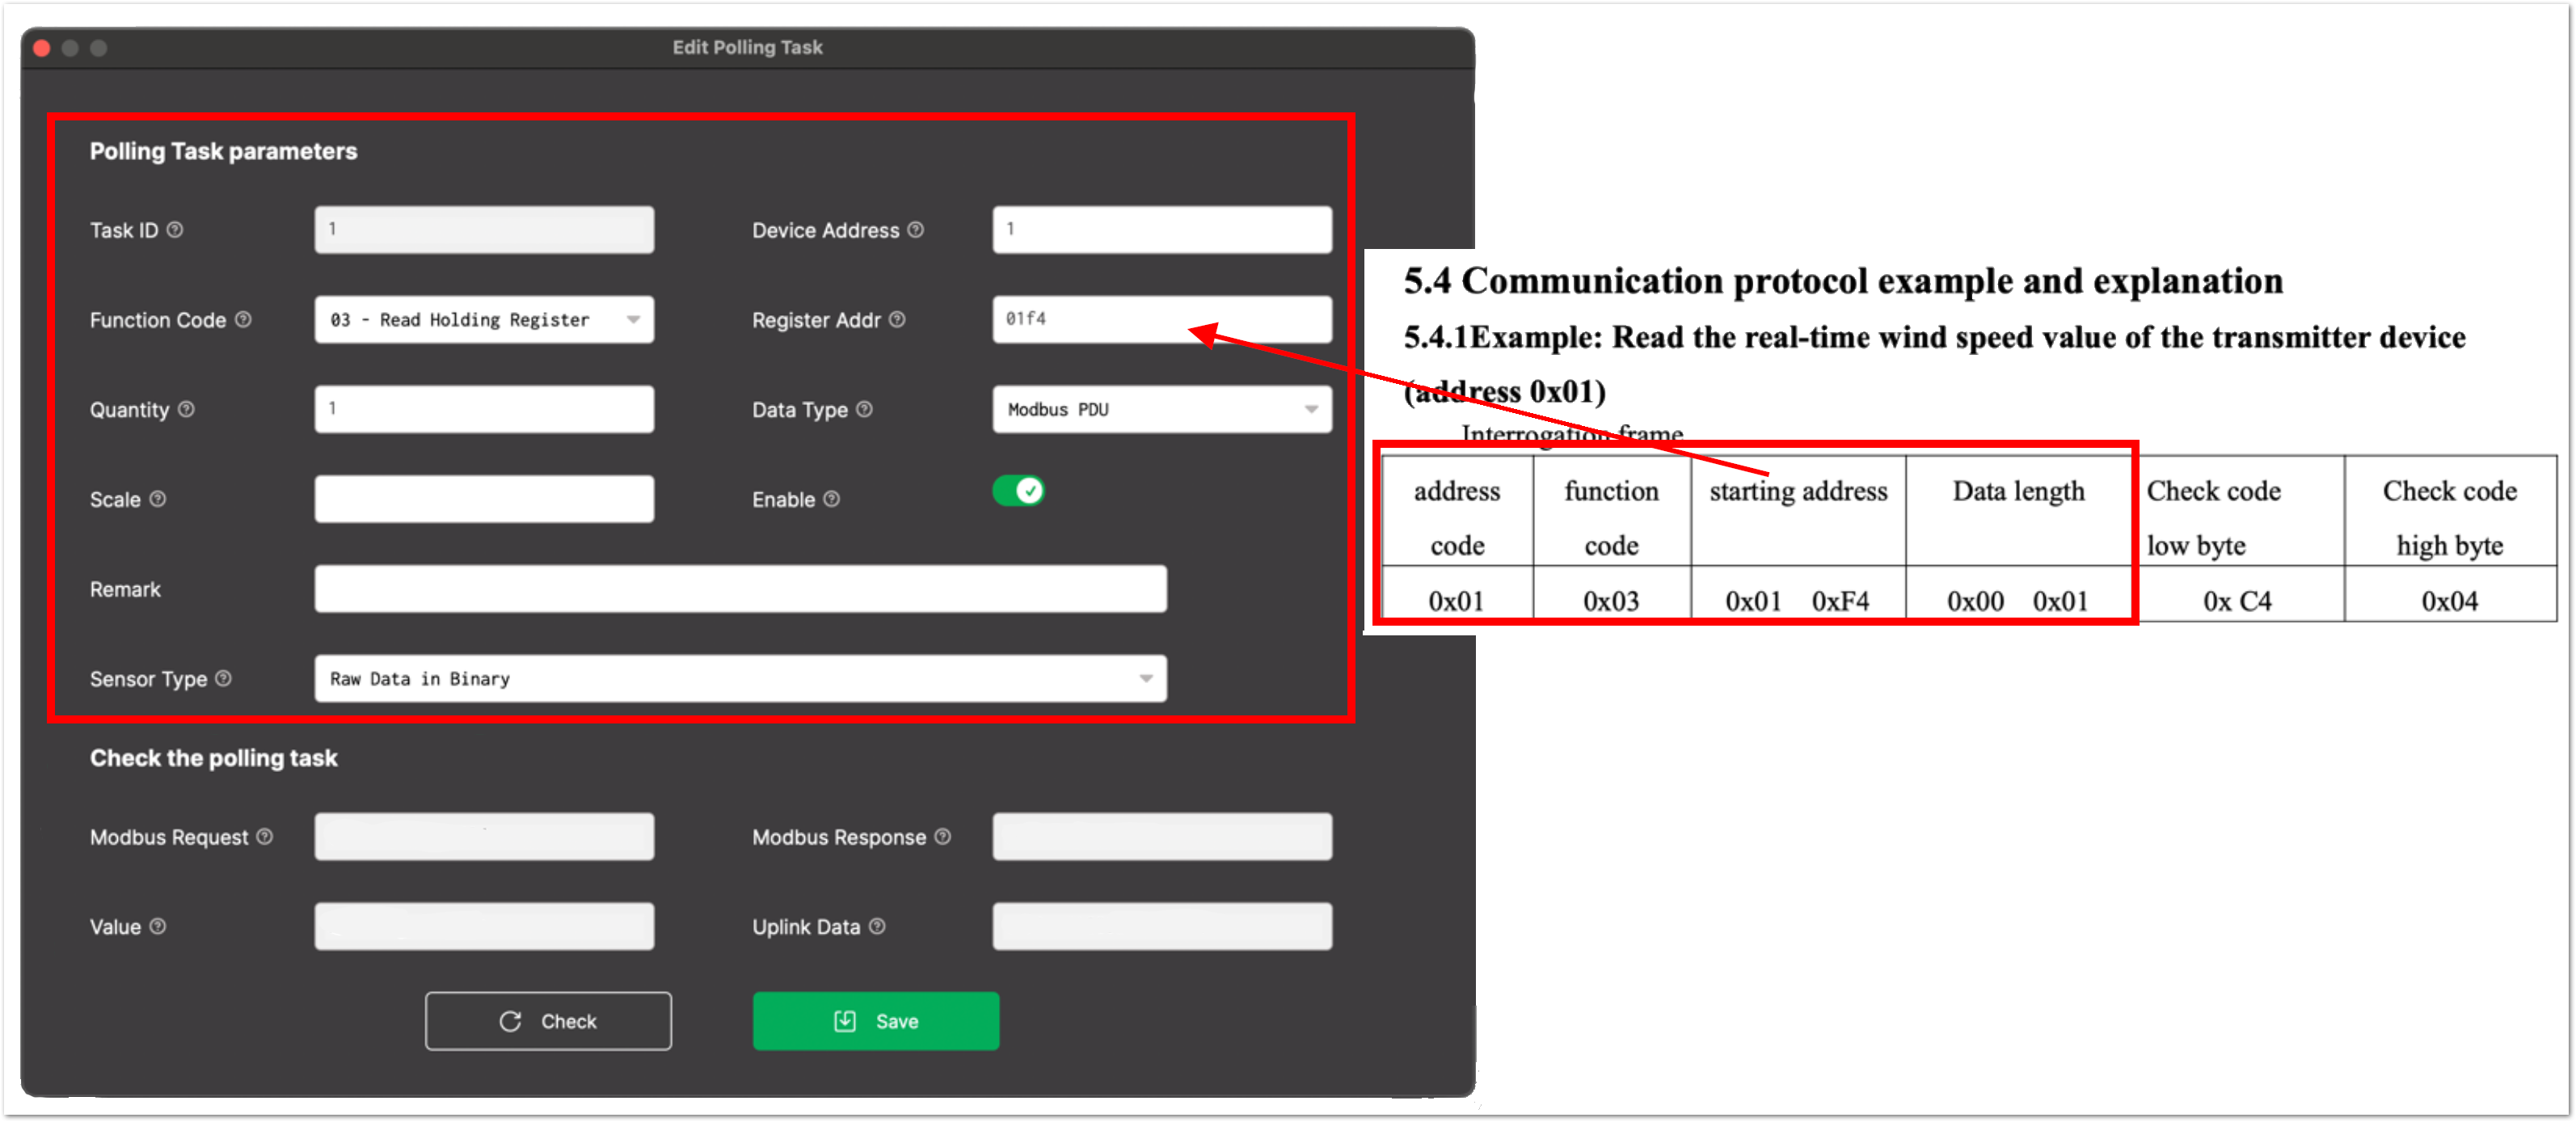 Edit Polling Task
Polling Task parameters
Task ID 1 Device Address 1
Function Code 03 - Read Holding Register Register Addr 01f4
Quantity 1 Data Type Modbus PDU
Scale Enable
Remark
Sensor Type Raw Data in Binary
Check the polling task
Modbus Request Modbus Response
Value Uplink Data
Check Save
5.4 Communication protocol example and explanation
5.4.1Example: Read the real-time wind speed value of the transmitter device
(address 0x01)
Interrogation frame
address function starting address Data length Check code Check code
code code low byte high byte
0x01 0x03 0x01 0xF4 0x00 0x01 0x C4 0x04